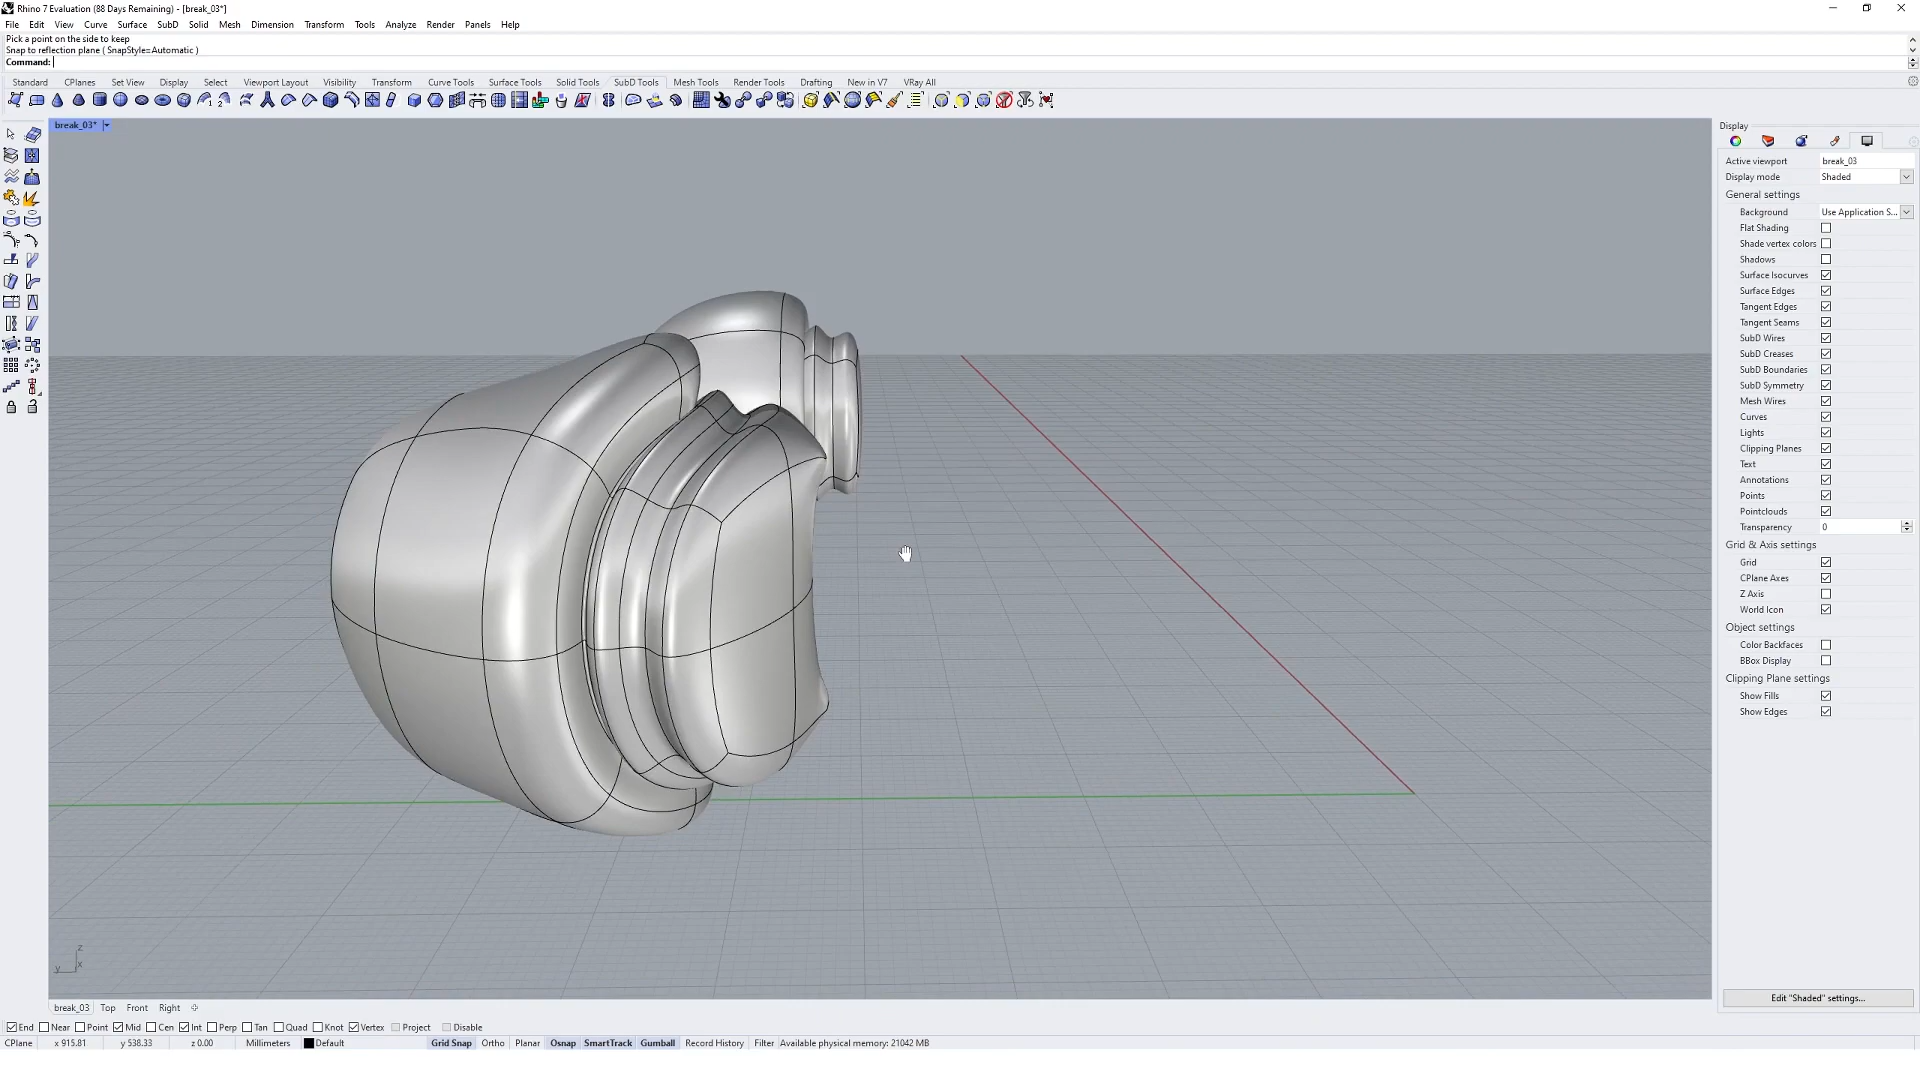 Rhino 7 Evaluation (88 Days Remaining) - [break_03*]
File Edit View Curve Surface SubD Solid Mesh Dimension Transform Tools Analyze Render Panels Help
Pick a point on the side to keep
Snap to reflection plane ( SnapStyle=Automatic )
Command:
Standard CPlanes Set View Display Select Viewport Layout Visibility Transform Curve Tools Surface Tools Solid Tools SubD Tools Mesh Tools Render Tools Drafting New in V7 VRay All
break_03*
Display
Active viewport break_03
Display mode Shaded
General settings
Background Use Application S...
Flat Shading
Shade vertex colors
Shadows
Surface Isocurves
Surface Edges
Tangent Edges
Tangent Seams
SubD Wires
SubD Creases
SubD Boundaries
SubD Symmetry
Mesh Wires
Curves
Lights
Clipping Planes
Text
Annotations
Points
Pointclouds
Transparency 0
Grid & Axis settings
Grid
CPlane Axes
Z Axis
World Icon
Object settings
Color Backfaces
BBox Display
Clipping Plane settings
Show Fills
Show Edges
z
y x
Edit "Shaded" settings...
break_03 Top Front Right
End Near Point Mid Cen Int Perp Tan Quad Knot Vertex Project Disable
CPlane x 915.81 y 538.33 z 0.00 Millimeters Default Grid Snap Ortho Planar Osnap SmartTrack Gumball Record History Filter Available physical memory: 21042 MB